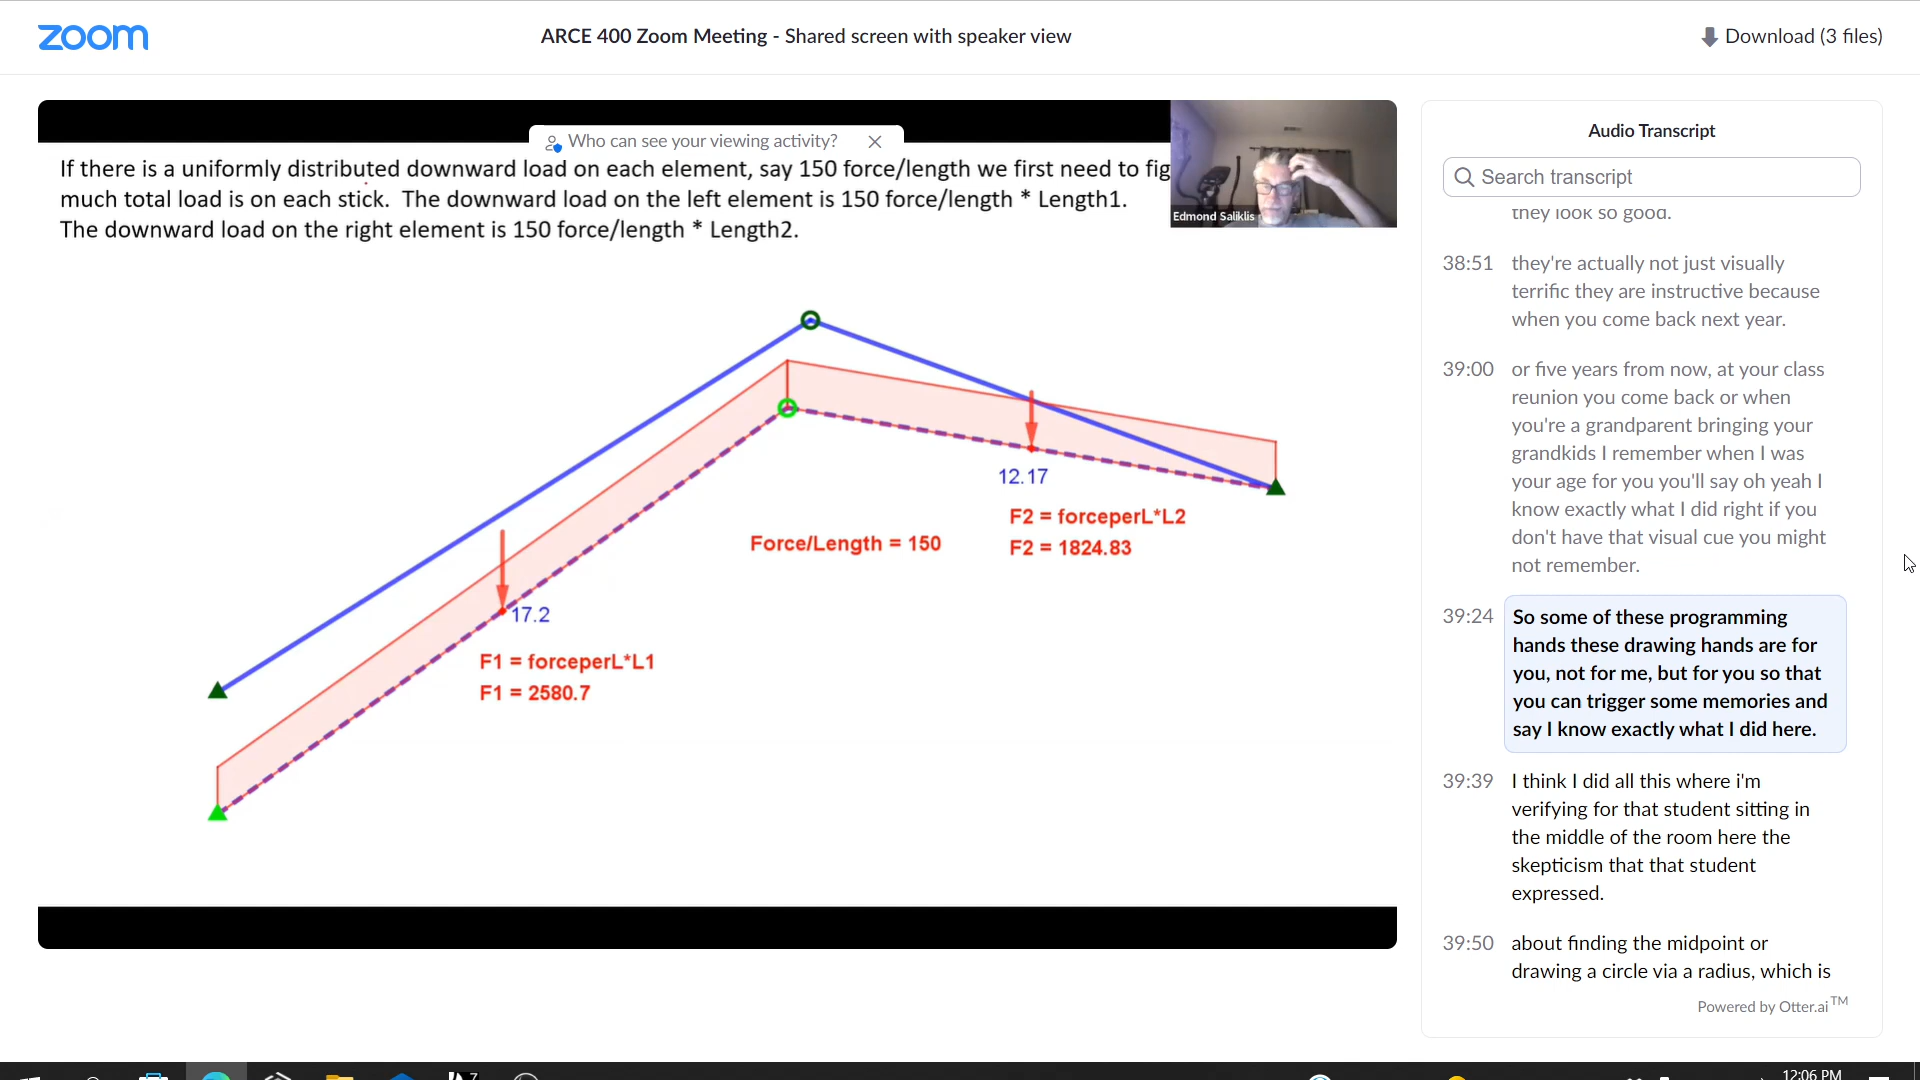 zoom
ARCE 400 Zoom Meeting - Shared screen with speaker view
Download (3 files)
Who can see your viewing activity?
If there is a uniformly distributed downward load on each element, say 150 force/length we first need to fig
much total load is on each stick. The downward load on the left element is 150 force/length * Length1.
The downward load on the right element is 150 force/length * Length2.
Edmond Saliklis
12.17
F2 = forceperL*L2
F2 = 1824.83
Force/Length = 150
17.2
F1 = forceperL*L1
F1 = 2580.7
Audio Transcript
Search transcript
they look so good.
38:51 they're actually not just visually
terrific they are instructive because
when you come back next year.
39:00 or five years from now, at your class
reunion you come back or when
you're a grandparent bringing your
grandkids I remember when I was
your age for you you'll say oh yeah I
know exactly what I did right if you
don't have that visual cue you might
not remember.
39:24 So some of these programming
hands these drawing hands are for
you, not for me, but for you so that
you can trigger some memories and
say I know exactly what I did here.
39:39 I think I did all this where i'm
verifying for that student sitting in
the middle of the room here the
skepticism that that student
expressed.
39:50 about finding the midpoint or
drawing a circle via a radius, which is
Powered by Otter.ai™
12:06 PM